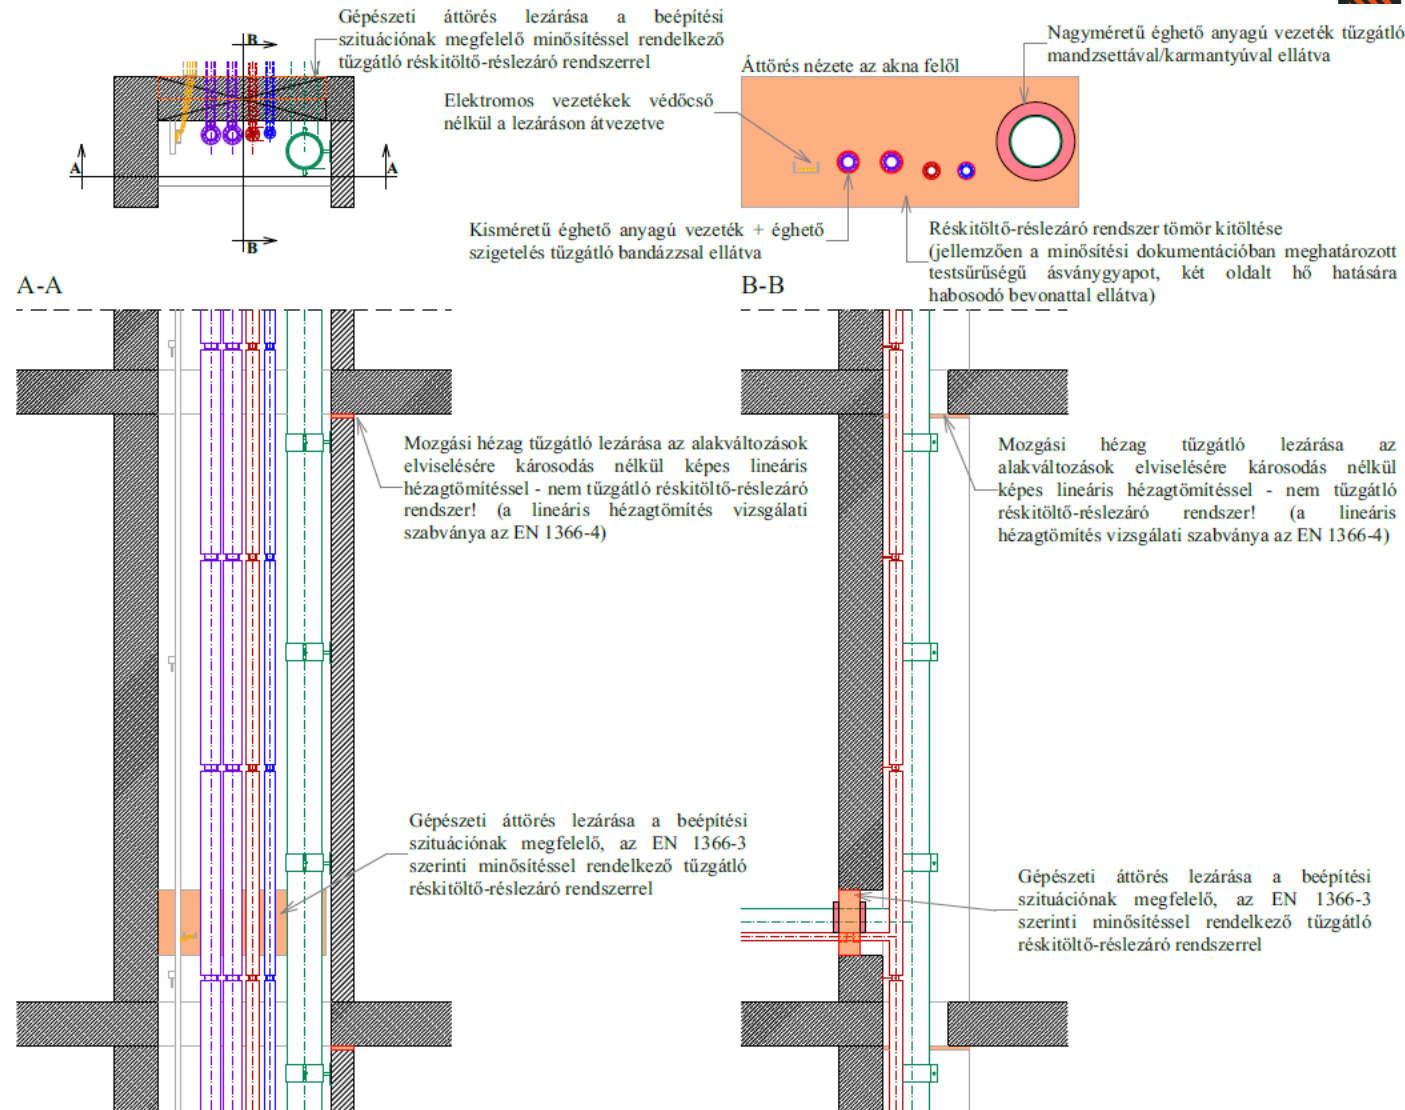 Gépészeti áttörés lezárása a beépítési
szituációnak megfelelő minősítéssel rendelkező
tűzgátló réskitöltő-réslezáró rendszerrel
B
A
A
B
Áttörés nézete az akna felől
Nagyméretű éghető anyagú vezeték tűzgátló
mandzsettával/karmantyúval ellátva
Elektromos vezetékek védőcső
nélkül a lezáráson átvezetve
Kisméretű éghető anyagú vezeték + éghető
szigetelés tűzgátló bandázzsal ellátva
Réskitöltő-réslezáró rendszer tömör kitöltése
(jellemzően a minősítési dokumentációban meghatározott
testsűrűségű ásványgyapot, két oldalt hő hatására
habosodó bevonattal ellátva)
A-A
B-B
Mozgási hézag tűzgátló lezárása az alakváltozások
elviselésére károsodás nélkül képes lineáris
hézagtömítéssel - nem tűzgátló réskitöltő-réslezáró
rendszer! (a lineáris hézagtömítés vizsgálati
szabványa az EN 1366-4)
Mozgási hézag tűzgátló lezárása az
alakváltozások elviselésére károsodás nélkül
képes lineáris hézagtömítéssel - nem tűzgátló
réskitöltő-réslezáró rendszer! (a lineáris
hézagtömítés vizsgálati szabványa az EN 1366-4)
Gépészeti áttörés lezárása a beépítési
szituációnak megfelelő, az EN 1366-3
szerinti minősítéssel rendelkező tűzgátló
réskitöltő-réslezáró rendszerrel
Gépészeti áttörés lezárása a beépítési
szituációnak megfelelő, az EN 1366-3
szerinti minősítéssel rendelkező tűzgátló
réskitöltő-réslezáró rendszerrel